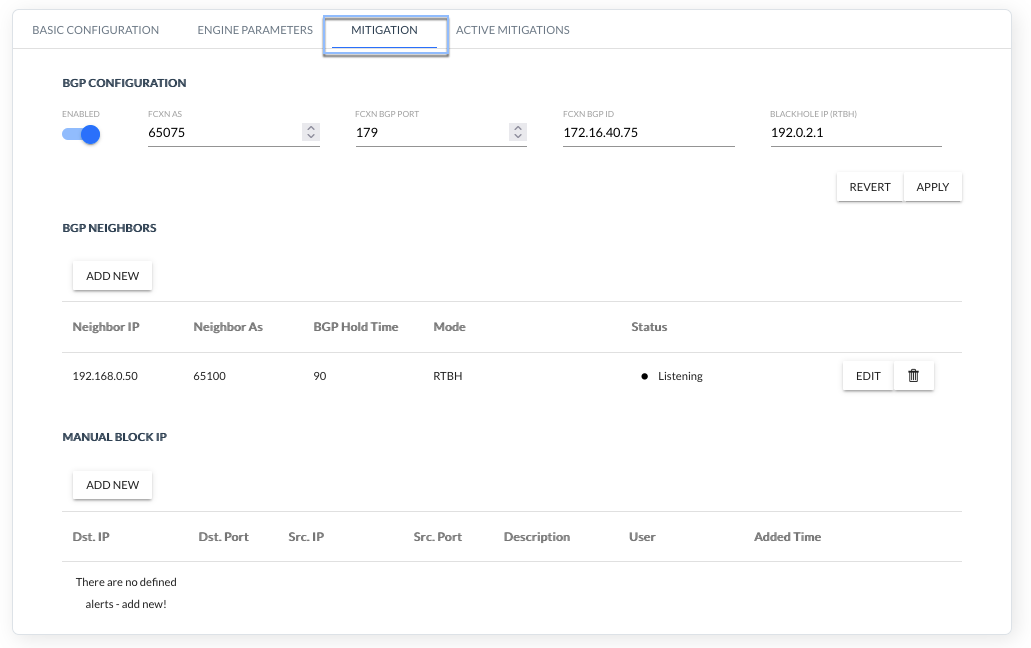 BASIC CONFIGURATION ENGINE PARAMETERS MITIGATION ACTIVE MITIGATIONS
BGP CONFIGURATION
ENABLED FCXN AS FCXN BGP PORT FCXN BGP ID BLACKHOLE IP (RTBH)
65075 179 172.16.40.75 192.0.2.1
REVERT APPLY
BGP NEIGHBORS
ADD NEW
Neighbor IP Neighbor As BGP Hold Time Mode Status
192.168.0.50 65100 90 RTBH Listening EDIT
MANUAL BLOCK IP
ADD NEW
Dst. IP Dst. Port Src. IP Src. Port Description User Added Time
There are no defined
alerts - add new!